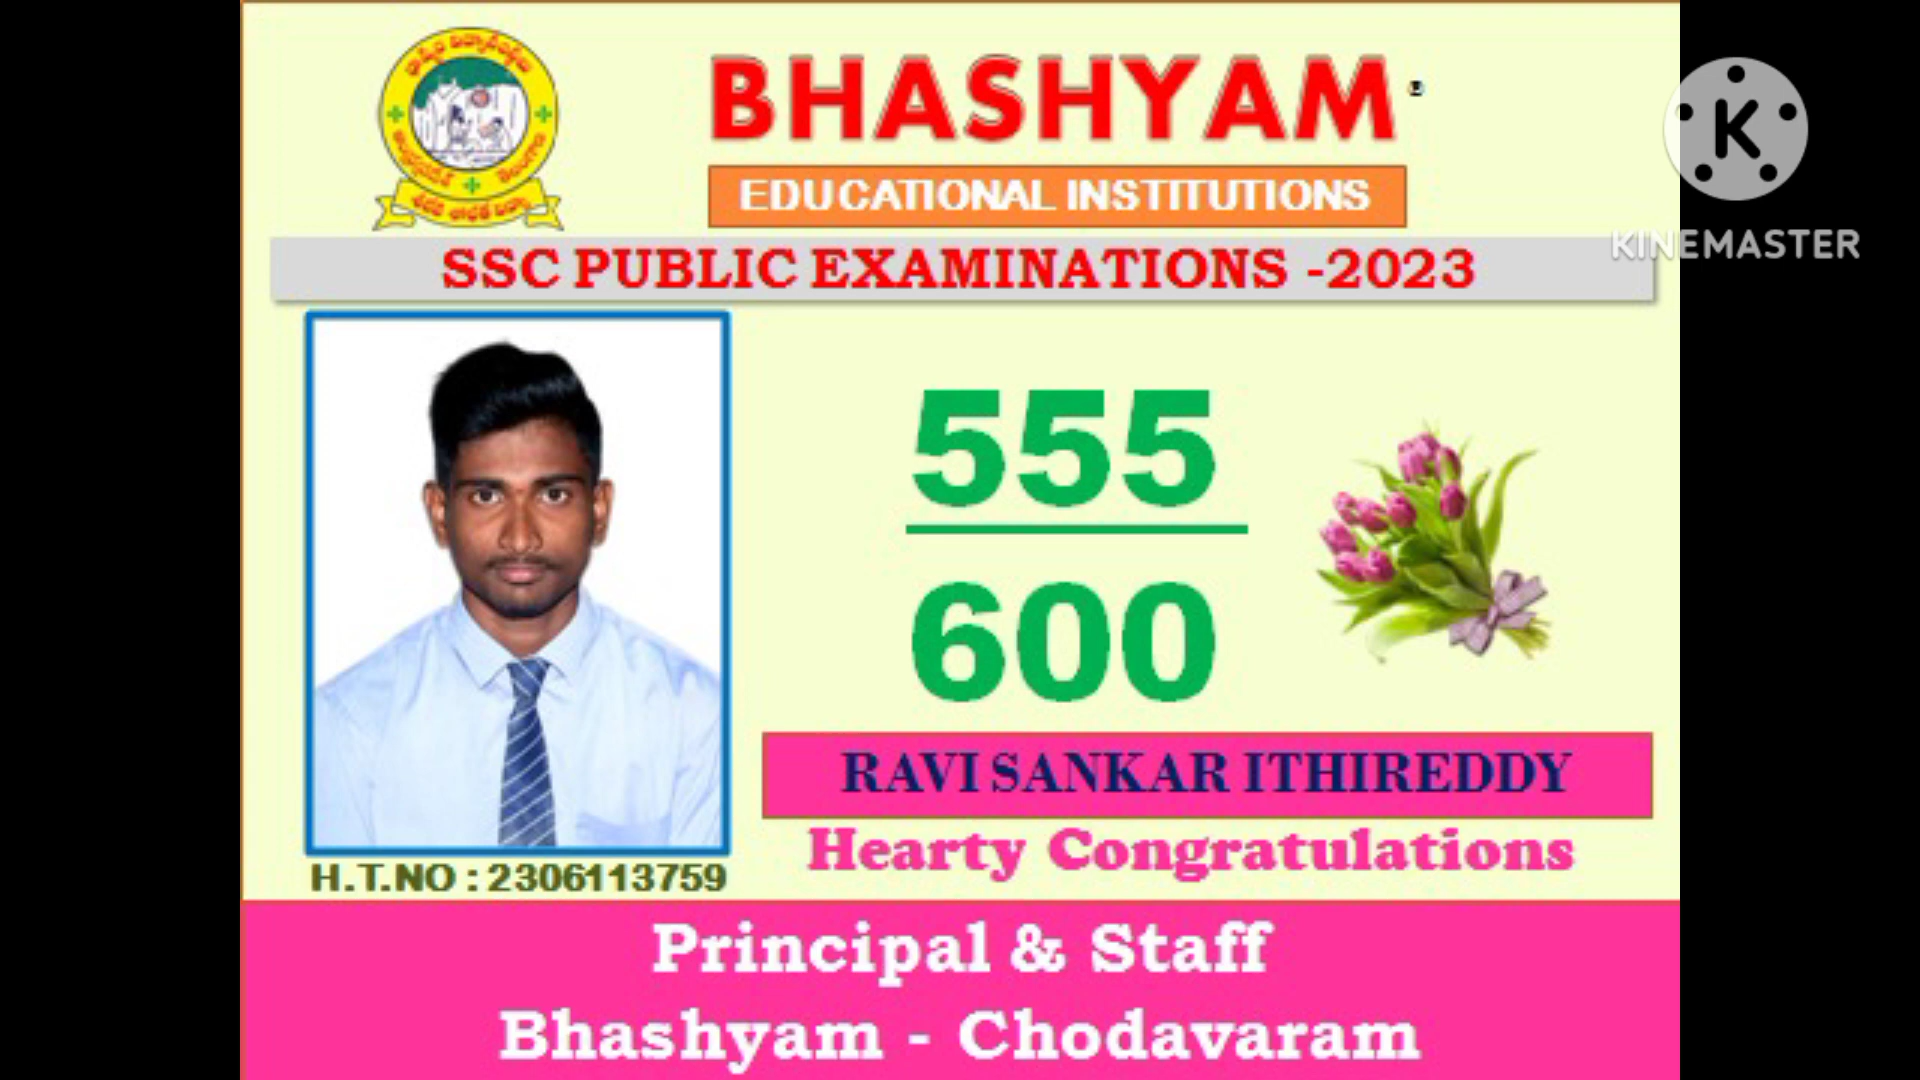 BHASHYAM
EDUCATIONAL INSTITUTIONS
SSC PUBLIC EXAMINATIONS -2023
555
600
RAVI SANKAR ITHIREDDY
Hearty Congratulations
H.T.NO : 2306113759
Principal & Staff
Bhashyam - Chodavaram
K
KINEMASTER